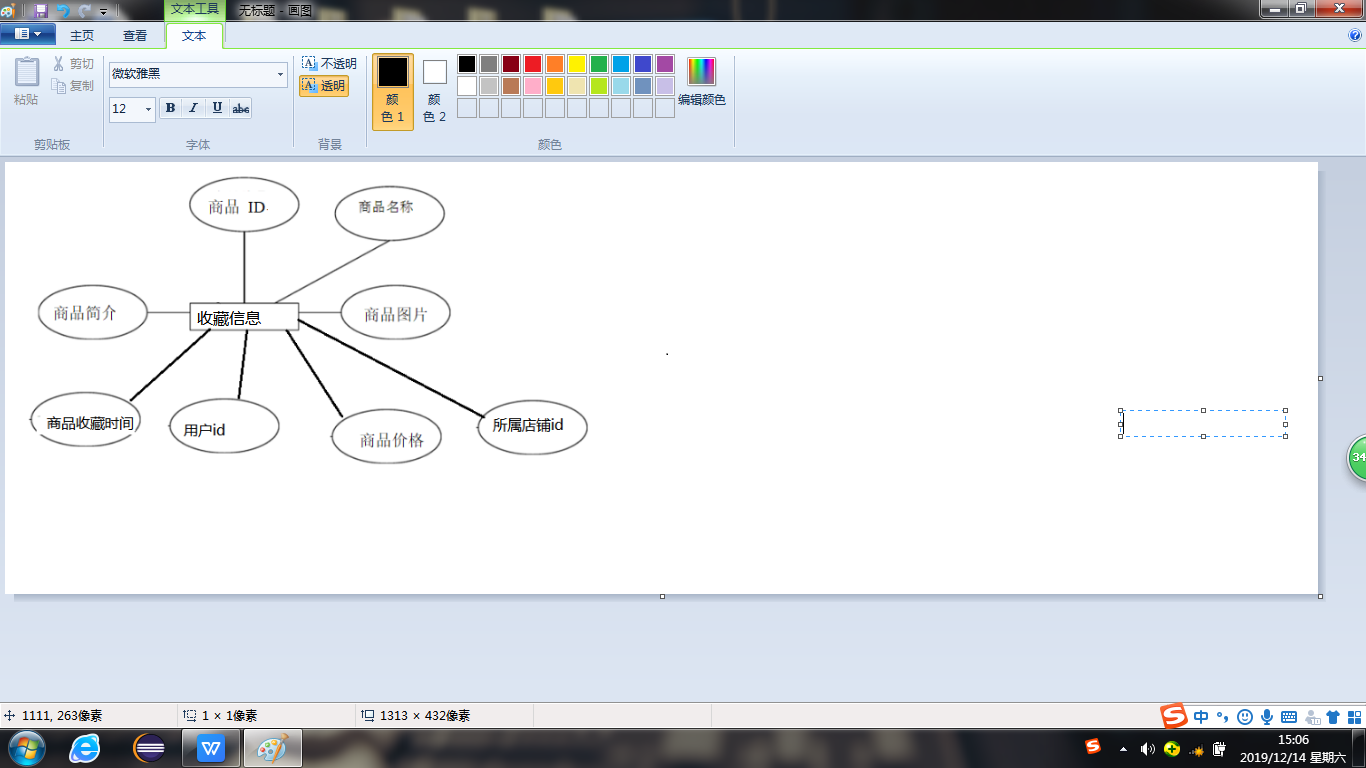 文本工具
无标题 - 画图
主页
查看
文本
粘贴
剪切
复制
微软雅黑
12
B I U abc
不透明
透明
颜色 1
颜色 2
编辑颜色
剪贴板
字体
背景
颜色
商品 ID
商品名称
商品简介
收藏信息
商品图片
商品收藏时间
用户id
商品价格
所属店铺id
34
1111, 263像素
1 × 1像素
1313 × 432像素
中
15:06
2019/12/14 星期六